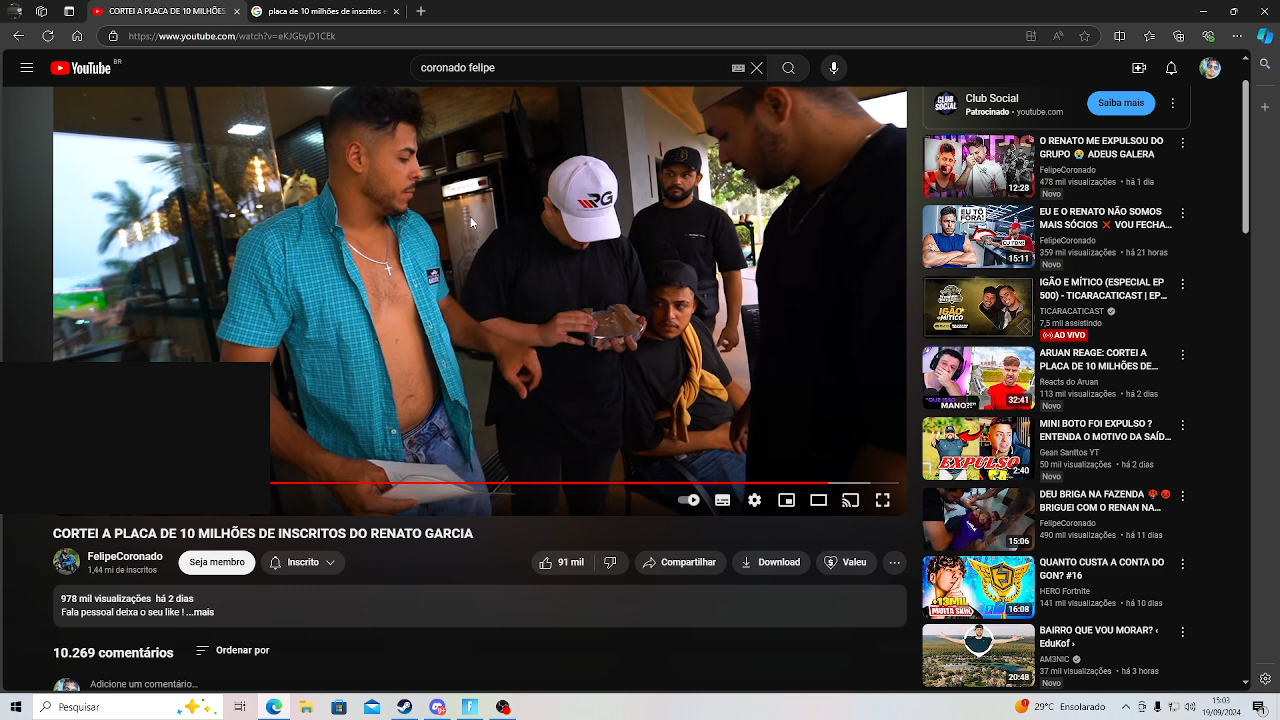 CORTEI A PLACA DE 10 MILHÕES
placa de 10 milhões de inscritos
https://www.youtube.com/watch?v=eKJGbyD1CEk
YouTube BR
coronado felipe
RG
Club Social
Patrocinado · youtube.com
Saiba mais
O RENATO ME EXPULSOU DO
GRUPO 😭 ADEUS GALERA
FelipeCoronado
478 mil visualizações • há 1 dia
Novo
12:28
EU TÔ
FORA!
EU E O RENATO NÃO SOMOS
MAIS SÓCIOS ❌ VOU FECHA...
FelipeCoronado
359 mil visualizações • há 21 horas
Novo
15:11
IGÃO E MÍTICO (ESPECIAL EP
500) - TICARACATICAST | EP...
TICARACATICAST
7,5 mil assistindo
AO VIVO
IGÃO
MÍTICO
ARUAN REAGE: CORTEI A
PLACA DE 10 MILHÕES DE...
Reacts do Aruan
113 mil visualizações • há 2 dias
Novo
MANO?!"
32:41
MINI BOTO FOI EXPULSO ?
ENTENDA O MOTIVO DA SAÍD...
Gean Santtos YT
50 mil visualizações • há 2 dias
Novo
EXPULSO
2:40
DEU BRIGA NA FAZENDA 🤬😡
BRIGUEI COM O RENAN NA...
FelipeCoronado
490 mil visualizações • há 11 dias
15:06
QUANTO CUSTA A CONTA DO
GON? #16
HERO Fortnite
141 mil visualizações • há 10 dias
+13MIL
MUITA SKIN
16:08
BAIRRO QUE VOU MORAR? ‹
EduKof ›
AM3NIC
37 mil visualizações • há 3 horas
Novo
20:48
CORTEI A PLACA DE 10 MILHÕES DE INSCRITOS DO RENATO GARCIA
FelipeCoronado
1,44 mi de inscritos
Seja membro
Inscrito
91 mil
Compartilhar
Download
Valeu
978 mil visualizações há 2 dias
Fala pessoal deixa o seu like ! ...mais
10.269 comentários
Ordenar por
Adicione um comentário...
Pesquisar
29°C Ensolarado
15:03
19/09/2024